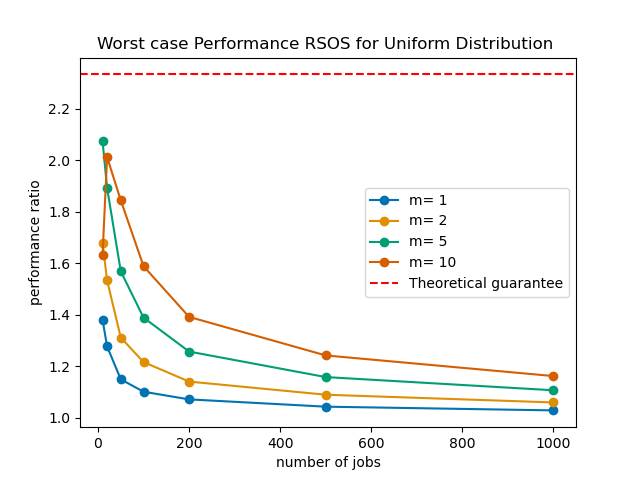 Worst case Performance RSOS for Uniform Distribution
performance ratio
2.2
2.0
1.8
1.6
1.4
1.2
1.0
m= 1
m= 2
m= 5
m= 10
Theoretical guarantee
0
200
400
600
800
1000
number of jobs